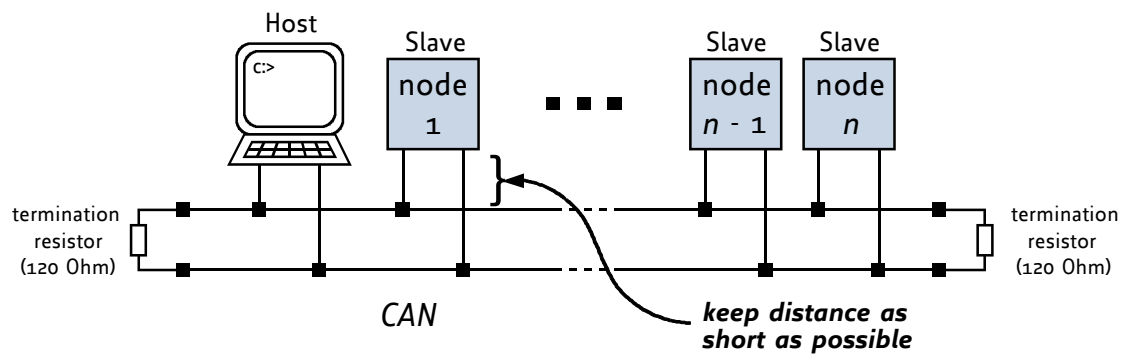 Host
C:>
Slave
node
1
Slave
node
n - 1
Slave
node
n
termination
resistor
(120 Ohm)
termination
resistor
(120 Ohm)
CAN
keep distance as
short as possible